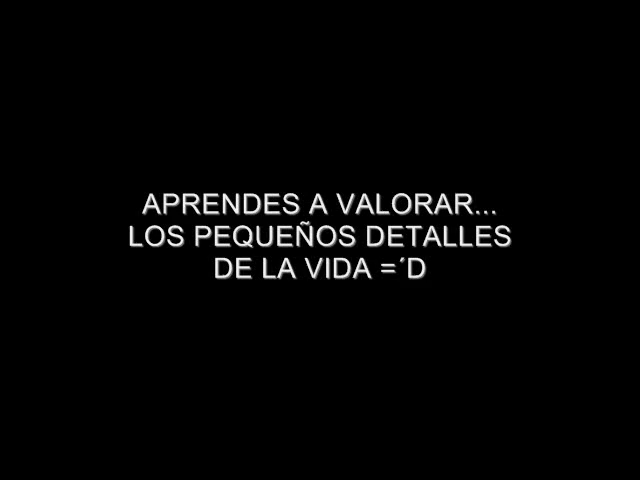 APRENDES A VALORAR...
LOS PEQUEÑOS DETALLES
DE LA VIDA =´D